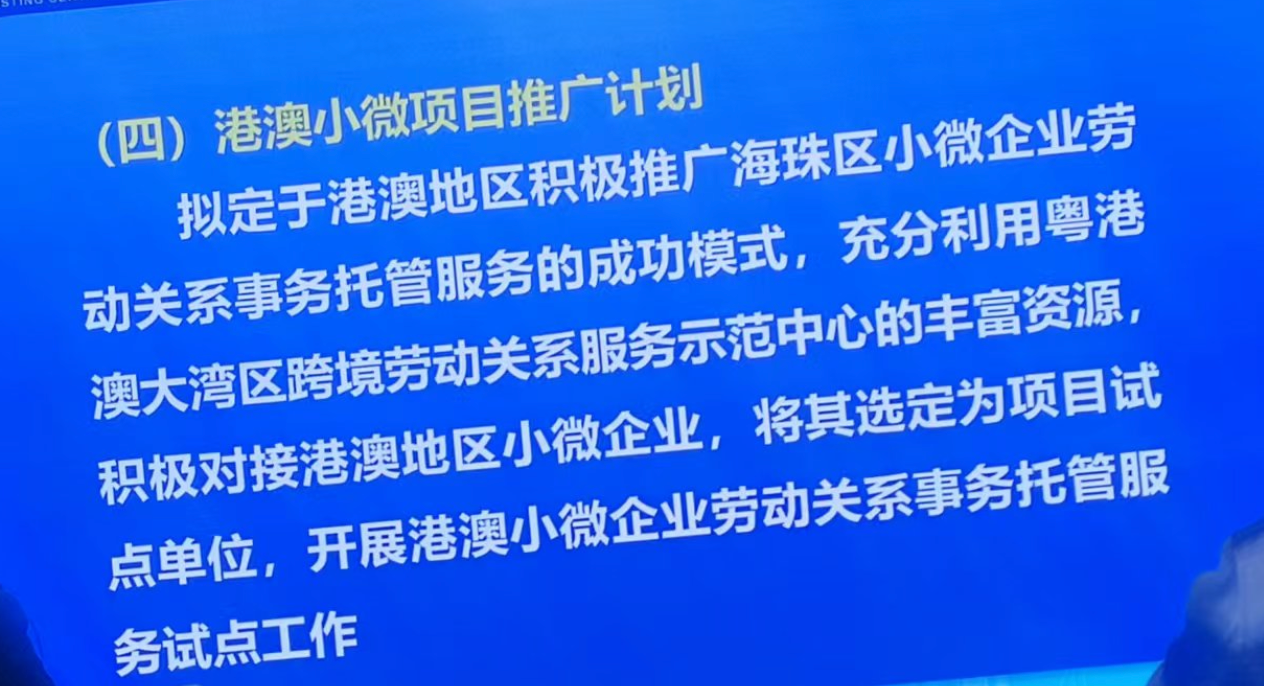 （四）港澳小微项目推广计划
拟定于港澳地区积极推广海珠区小微企业劳
动关系事务托管服务的成功模式，充分利用粤港
澳大湾区跨境劳动关系服务示范中心的丰富资源，
积极对接港澳地区小微企业，将其选定为项目试
点单位，开展港澳小微企业劳动关系事务托管服
务试点工作